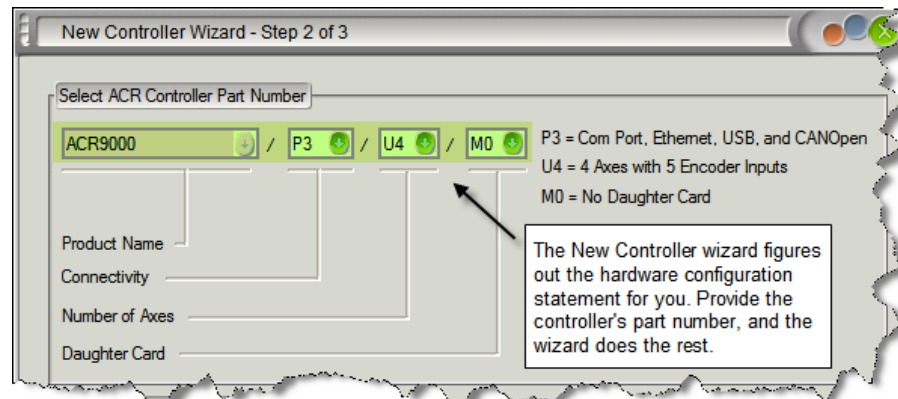 New Controller Wizard - Step 2 of 3
Select ACR Controller Part Number
ACR9000 / P3 / U4 / M0
P3 = Com Port, Ethernet, USB, and CANOpen
U4 = 4 Axes with 5 Encoder Inputs
M0 = No Daughter Card
Product Name
Connectivity
Number of Axes
Daughter Card
The New Controller wizard figures
out the hardware configuration
statement for you. Provide the
controller's part number, and the
wizard does the rest.